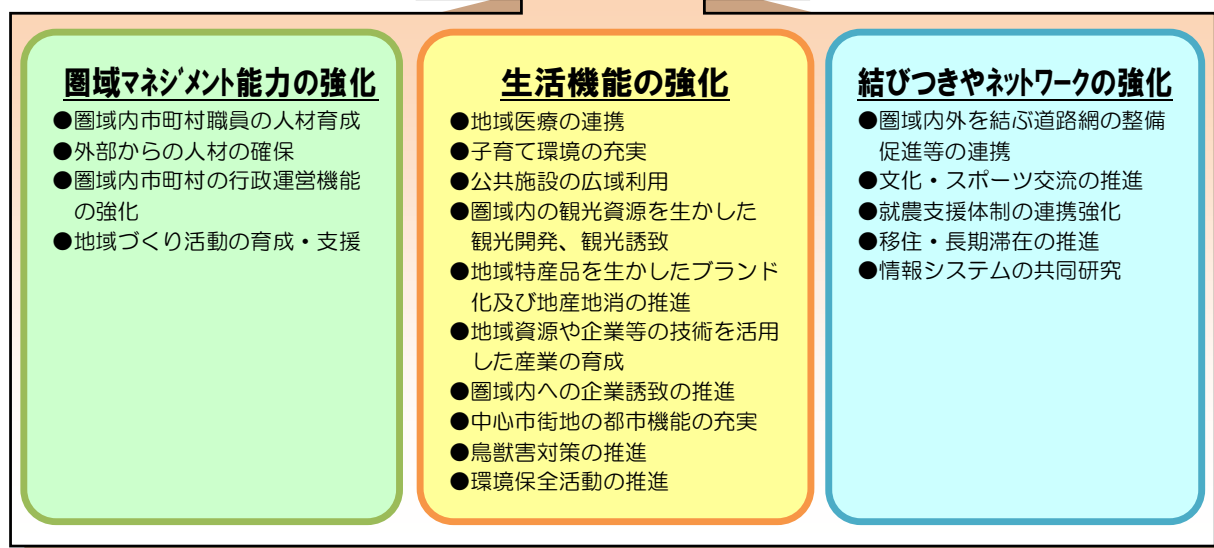 圏域マネジメント能力の強化
●圏域内市町村職員の人材育成
●外部からの人材の確保
●圏域内市町村の行政運営機能
の強化
●地域づくり活動の育成・支援
生活機能の強化
●地域医療の連携
●子育て環境の充実
●公共施設の広域利用
●圏域内の観光資源を生かした
観光開発、観光誘致
●地域特産品を生かしたブランド
化及び地産地消の推進
●地域資源や企業等の技術を活用
した産業の育成
●圏域内への企業誘致の推進
●中心市街地の都市機能の充実
●鳥獣害対策の推進
●環境保全活動の推進
結びつきやネットワークの強化
●圏域内外を結ぶ道路網の整備
促進等の連携
●文化・スポーツ交流の推進
●就農支援体制の連携強化
●移住・長期滞在の推進
●情報システムの共同研究